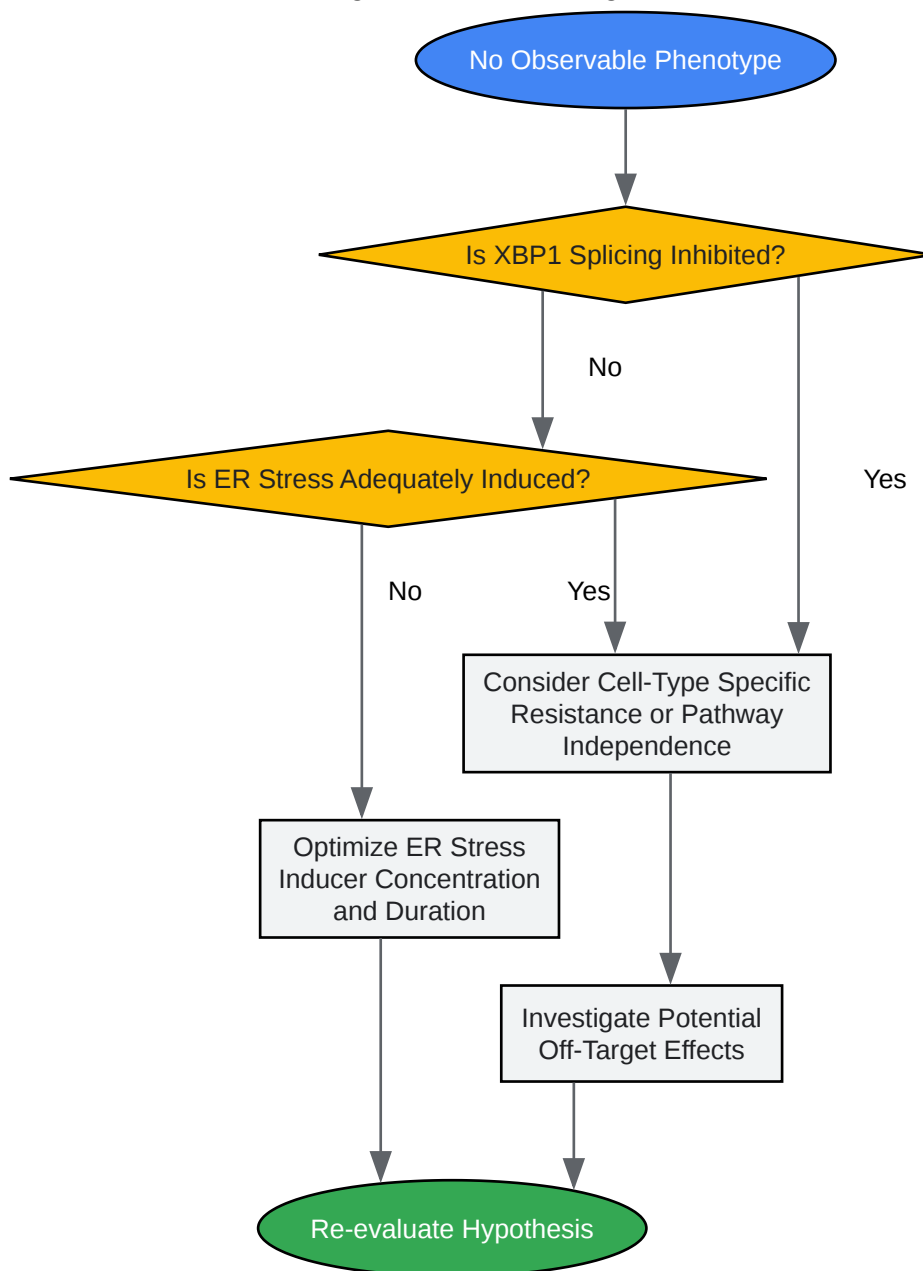 No Observable Phenotype
Is XBP1 Splicing Inhibited?
No
Is ER Stress Adequately Induced?
Yes
No
Yes
Consider Cell-Type Specific
Resistance or Pathway
Independence
Optimize ER Stress
Inducer Concentration
and Duration
Investigate Potential
Off-Target Effects
Re-evaluate Hypothesis